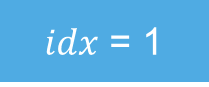 idx = 1